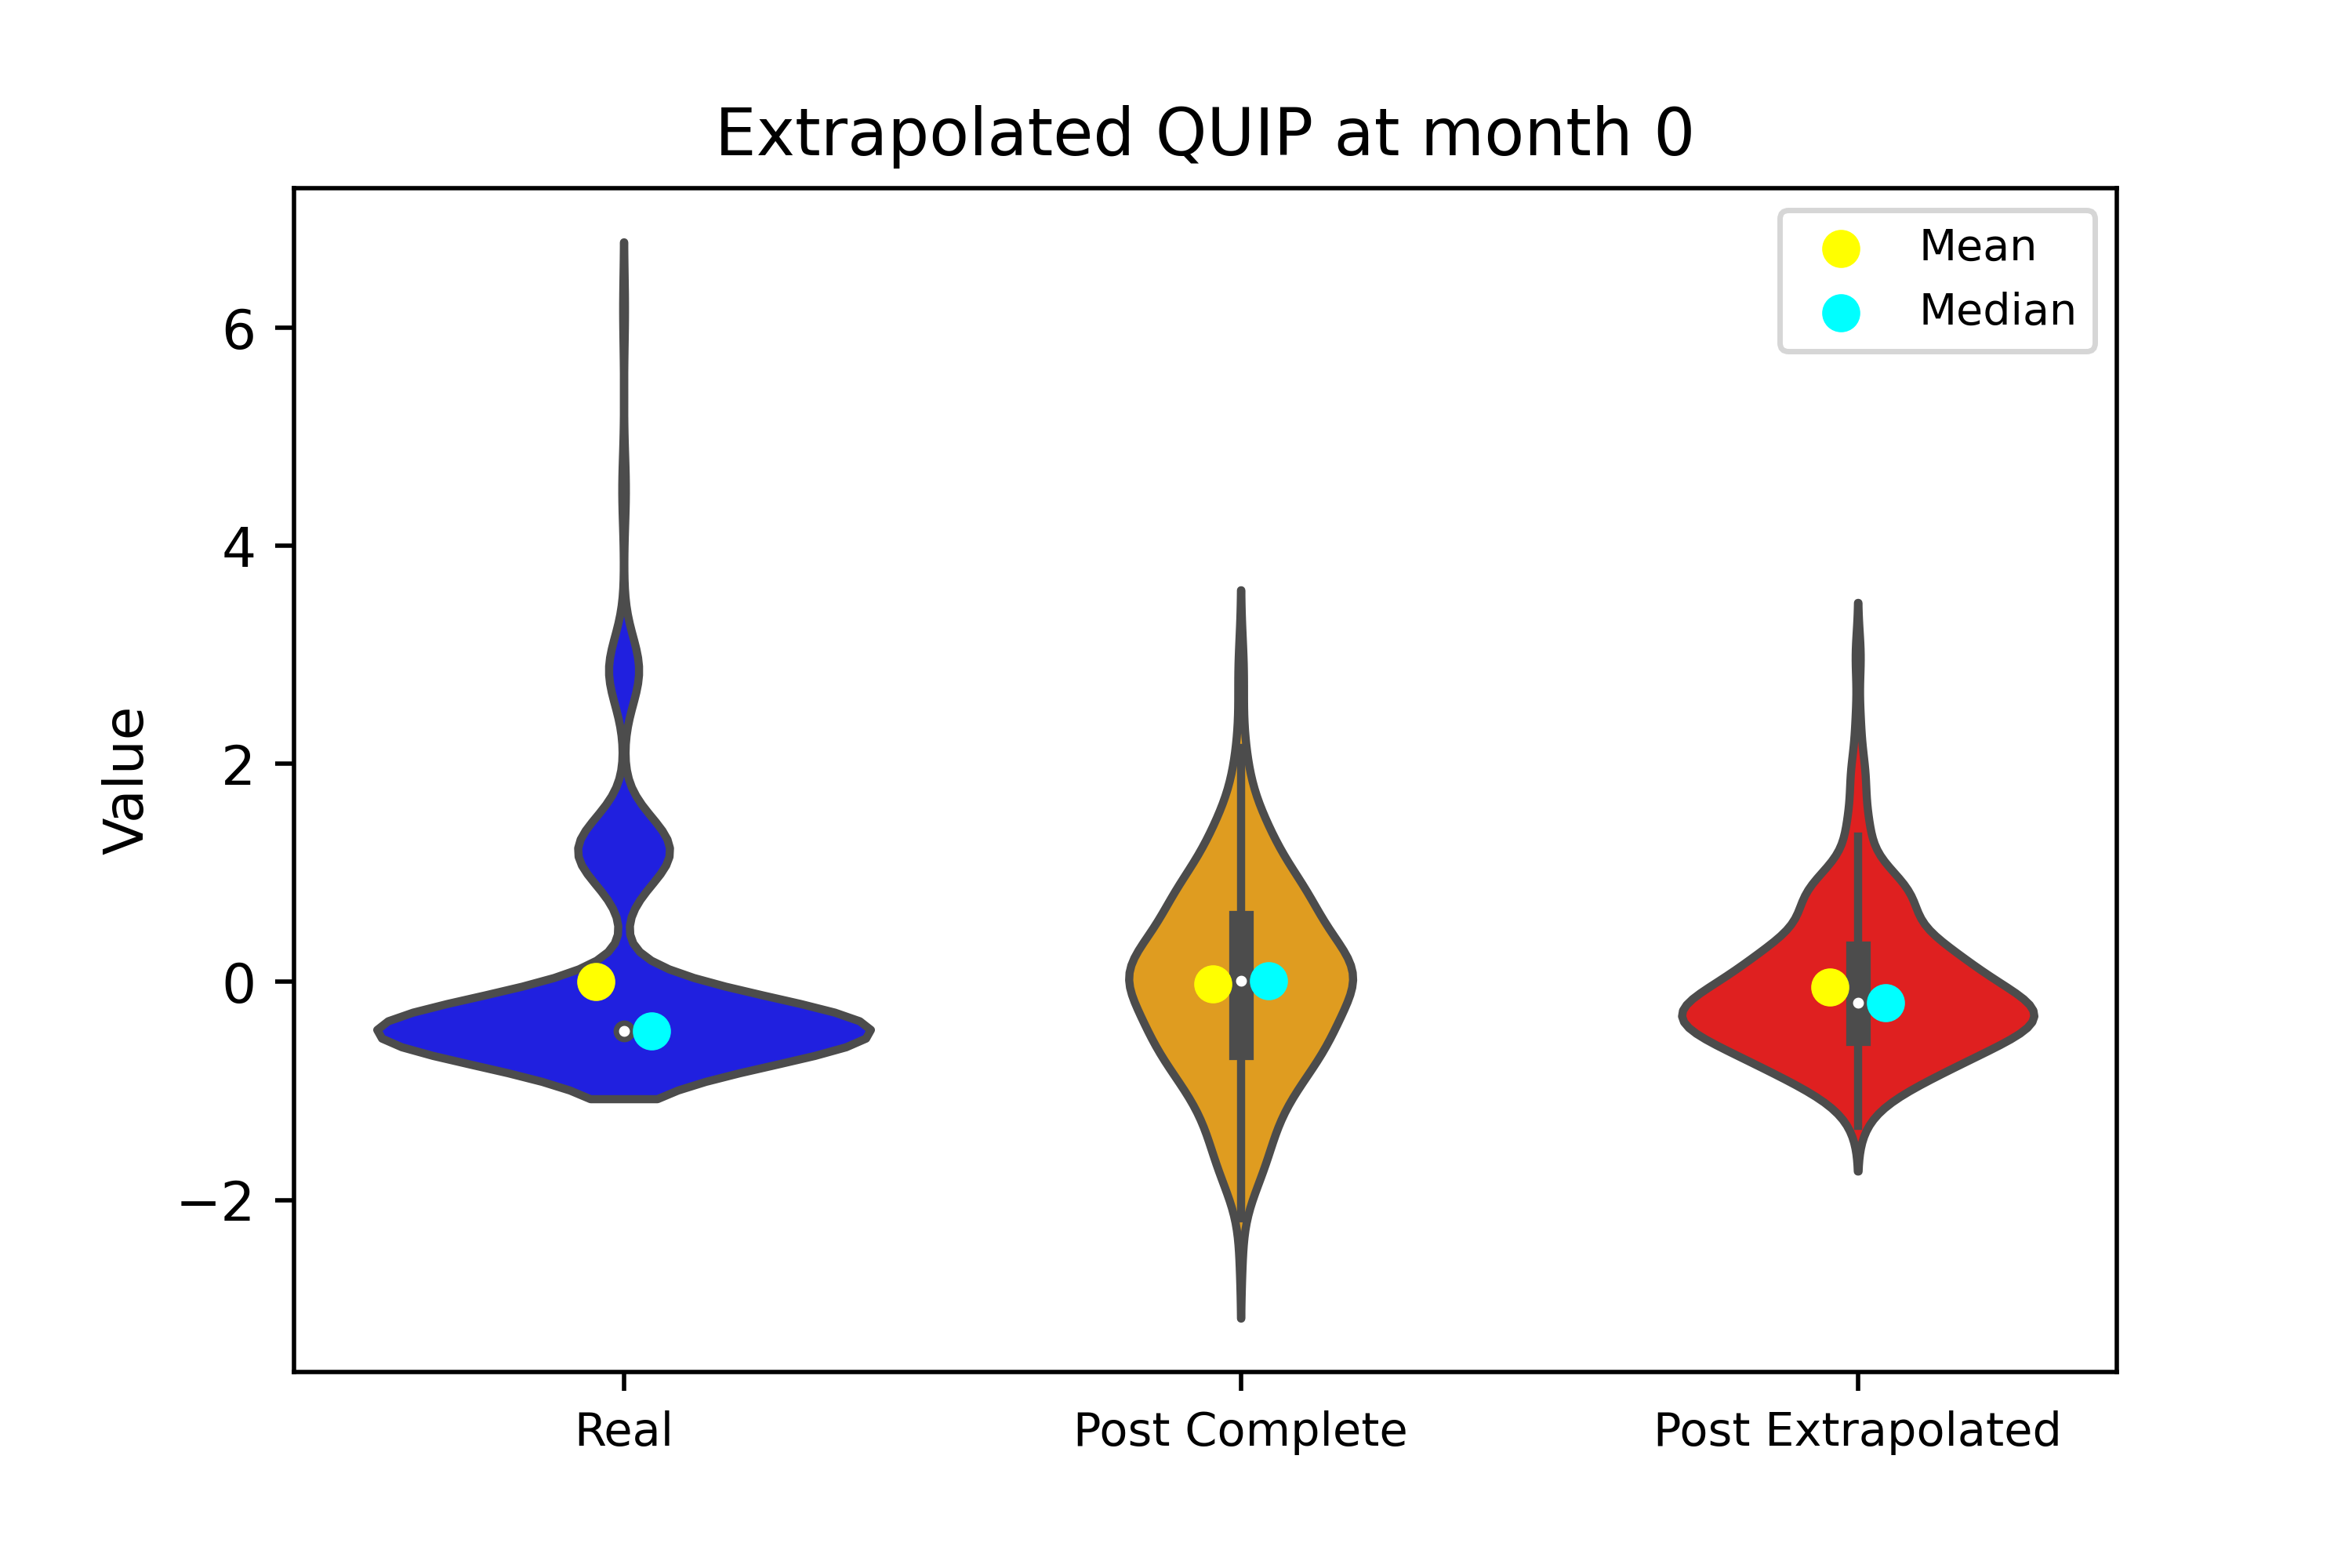 Extrapolated QUIP at month 0
Mean
Median
6
4
2
0
−2
Value
Real
Post Complete
Post Extrapolated